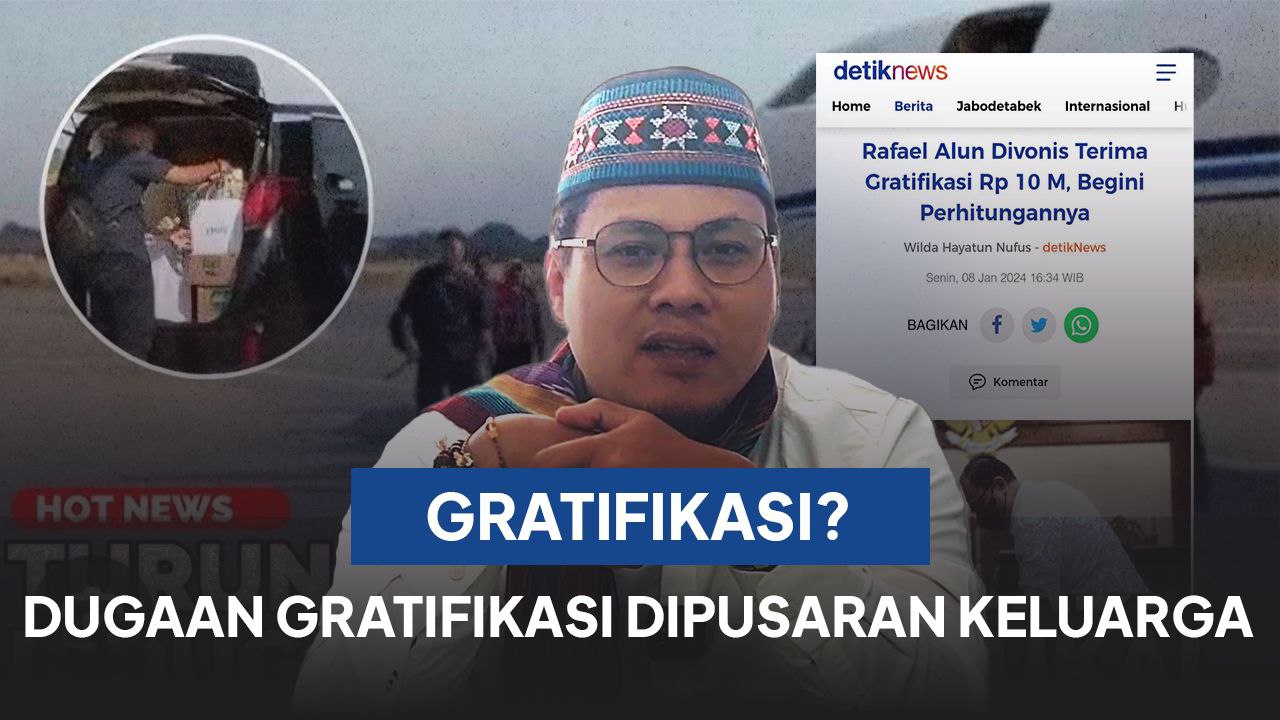 detiknews
Home Berita Jabodetabek Internasional
Rafael Alun Divonis Terima
Gratifikasi Rp 10 M, Begini
Perhitungannya
Wilda Hayatun Nufus - detikNews
Senin, 08 Jan 2024 16:34 WIB
BAGIKAN
Komentar
HOT NEWS
TURUN
GRATIFIKASI?
DUGAAN GRATIFIKASI DIPUSARAN KELUARGA